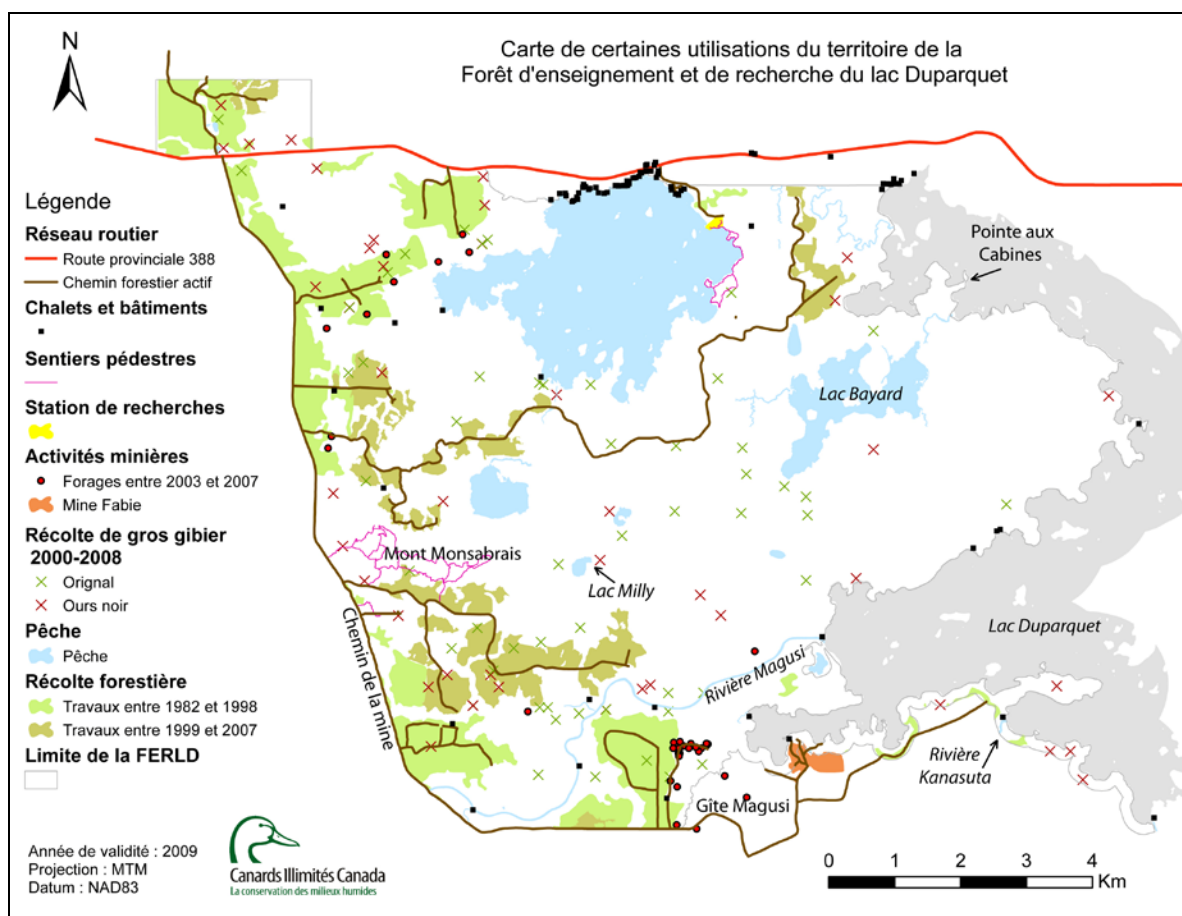 Carte de certaines utilisations du territoire de la
Forêt d'enseignement et de recherche du lac Duparquet
N
Légende
Réseau routier
Route provinciale 388
Chemin forestier actif
Chalets et bâtiments
Sentiers pédestres
Station de recherches
Activités minières
Forages entre 2003 et 2007
Mine Fabie
Récolte de gros gibier
2000-2008
Orignal
Ours noir
Pêche
Pêche
Récolte forestière
Travaux entre 1982 et 1998
Travaux entre 1999 et 2007
Limite de la FERLD
Année de validité : 2009
Projection : MTM
Datum : NAD83
Canards Illimités Canada
La conservation des milieux humides
Pointe aux
Cabines
Lac Bayard
Mont Monsabrais
Lac Milly
Chemin de la mine
Rivière Magusi
Lac Duparquet
Rivière
Kanasuta
Gîte Magusi
0 1 2 3 4
Km